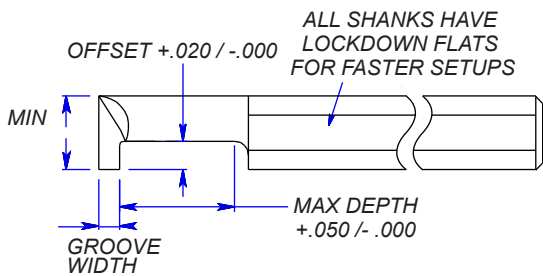 ALL SHANKS HAVE
LOCKDOWN FLATS
FOR FASTER SETUPS
OFFSET +.020 / -.000
MIN
MAX DEPTH
+.050 /- .000
GROOVE
WIDTH